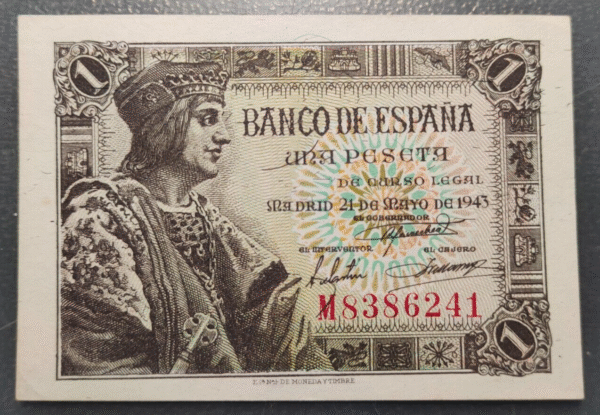 1 1
BANCO DE ESPAÑA
UNA PESETA
DE CURSO LEGAL
MADRID 21 DE MAYO DE 1943
EL GOBERNADOR
EL INTERVENTOR EL CAJERO
M8386241
1
DE MONEDA Y TIMBRE